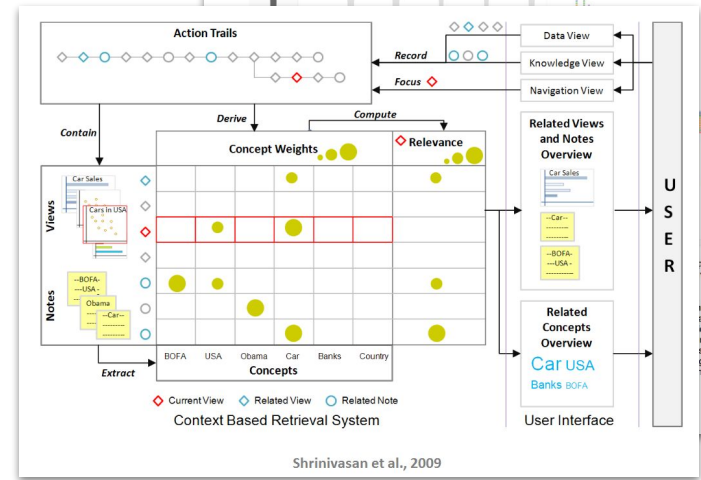 Action Trails
Record
Focus
Data View
Knowledge View
Navigation View
Contain
Derive
Compute
Concept Weights
Relevance
Views
Car Sales
Cars in USA
Notes
--BOFA-
---USA -
Obama
--Car--
BOFA USA Obama Car Banks Country
Concepts
Extract
Current View Related View Related Note
Context Based Retrieval System
Related Views
and Notes
Overview
Car Sales
--Car--
--BOFA-
---USA -
Related
Concepts
Overview
Car USA
Banks BOFA
User Interface
U
S
E
R
Shrinivasan et al., 2009